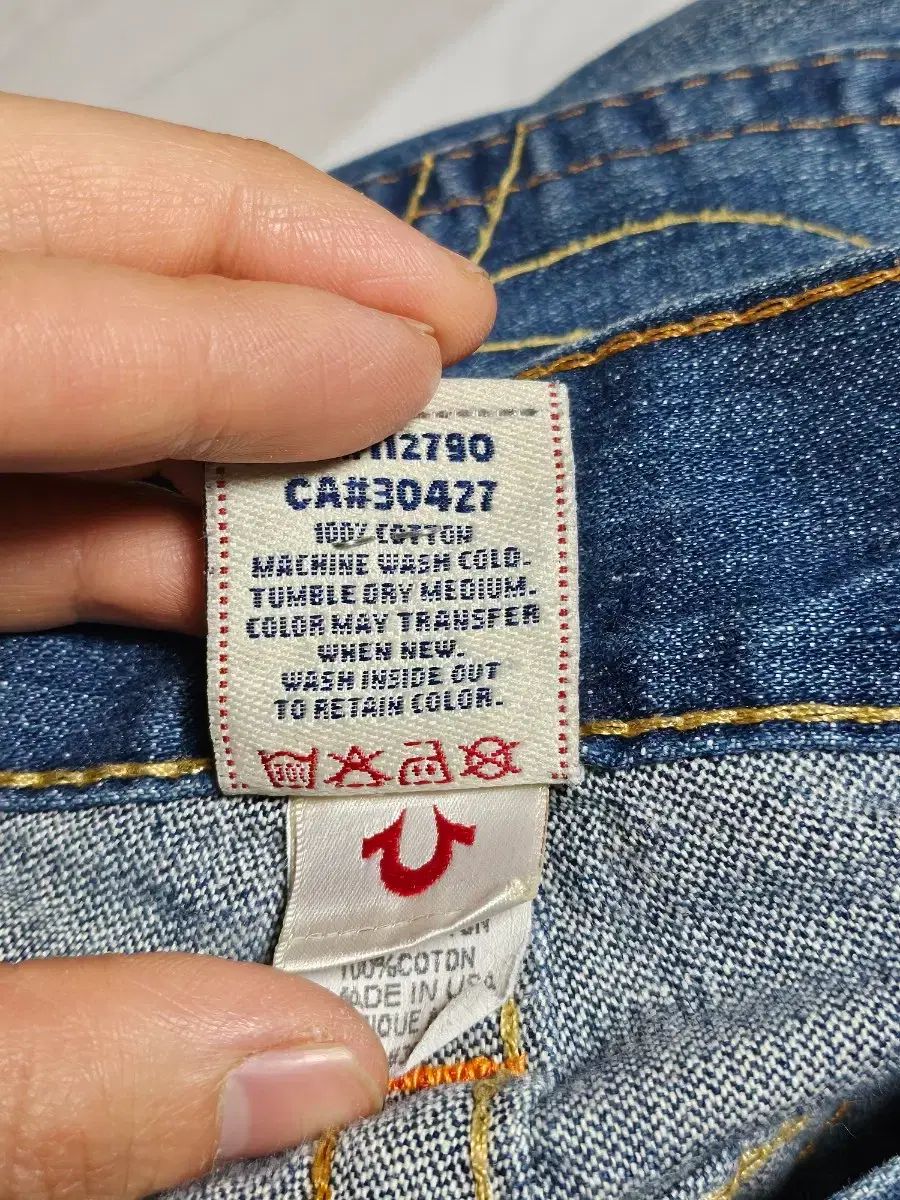 112790
CA#30427
100% COTTON
MACHINE WASH COLD.
TUMBLE DRY MEDIUM.
COLOR MAY TRANSFER
WHEN NEW.
WASH INSIDE OUT
TO RETAIN COLOR.
100%COTON
MADE IN USA